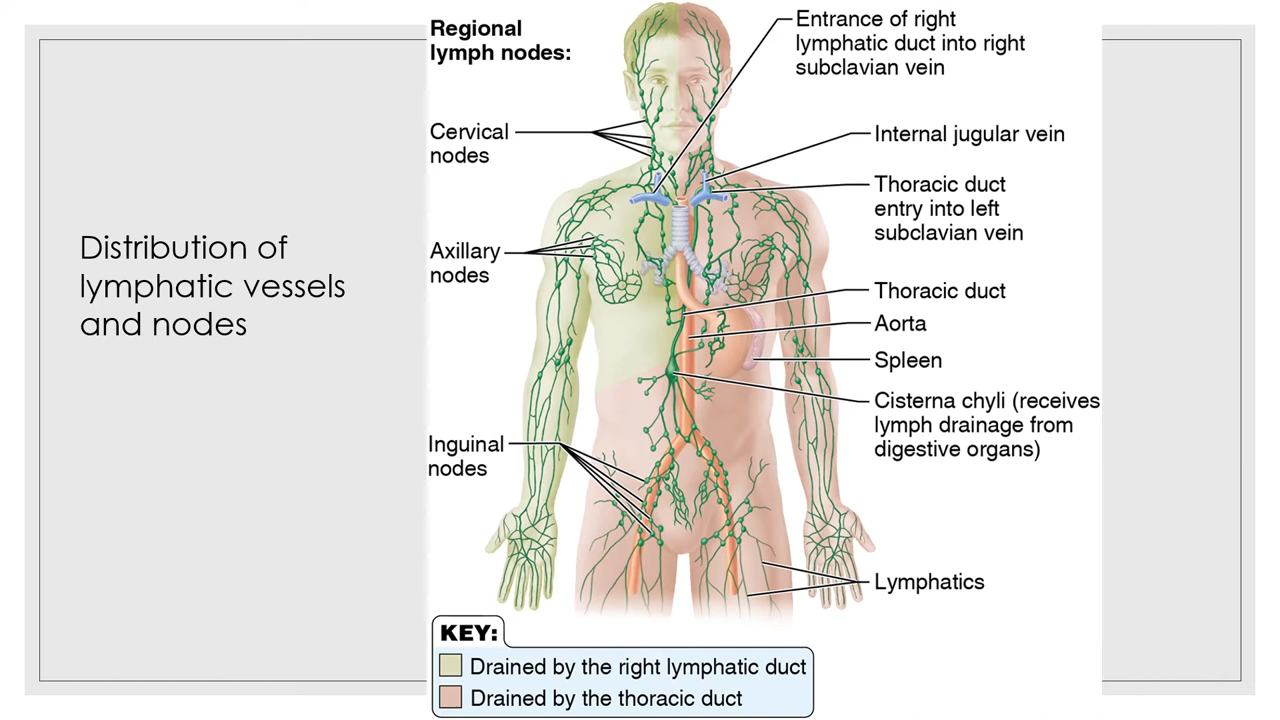 Distribution of
lymphatic vessels
and nodes
Regional
lymph nodes:
Cervical
nodes
Axillary
nodes
Inguinal
nodes
Entrance of right
lymphatic duct into right
subclavian vein
Internal jugular vein
Thoracic duct
entry into left
subclavian vein
Thoracic duct
Aorta
Spleen
Cisterna chyli (receives
lymph drainage from
digestive organs)
Lymphatics
KEY:
Drained by the right lymphatic duct
Drained by the thoracic duct